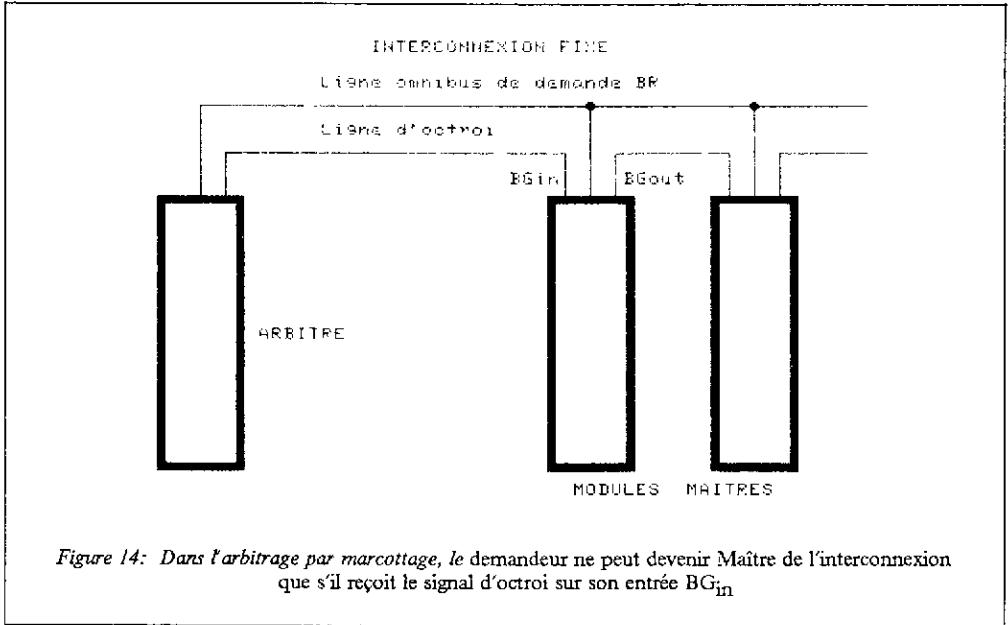 INTERCONNEXION FIXE
Ligne omnibus de demande BR
Ligne d'octroi
BGin BGout
ARBITRE
MODULES MAITRES
Figure 14: Dans l'arbitrage par marcottage, le demandeur ne peut devenir Maître de l'interconnexion
que s'il reçoit le signal d'octroi sur son entrée BGin